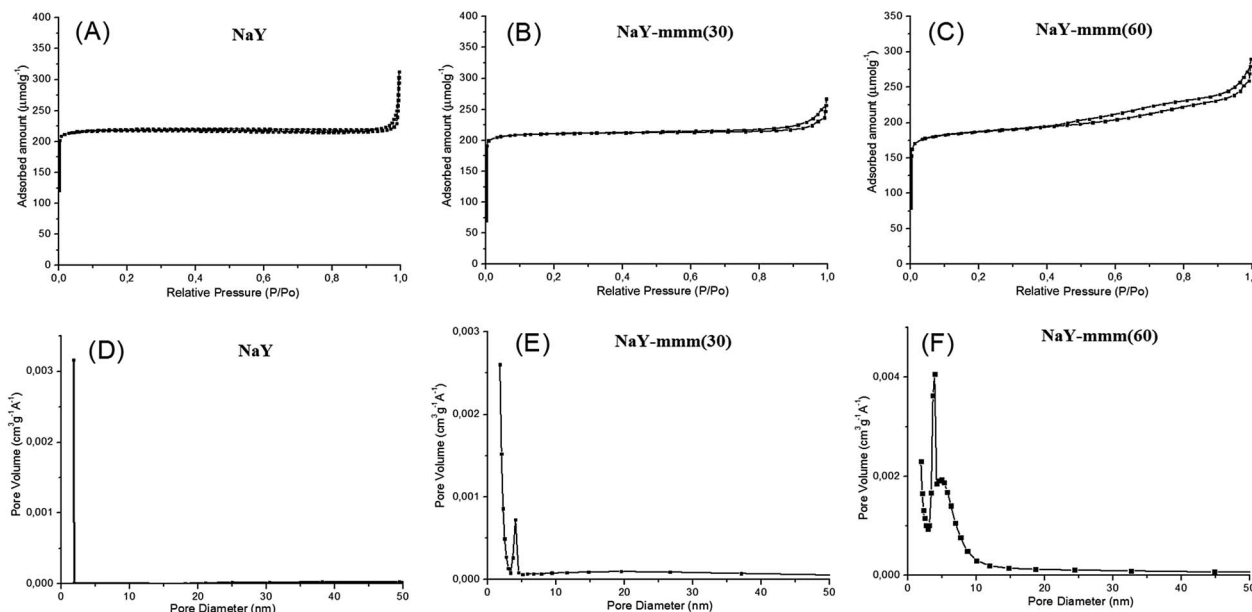 (A) NaY
Adsorbed amount (µmolg⁻¹)
400
350
300
250
200
150
100
50
0
0,0 0,2 0,4 0,6 0,8 1,0
Relative Pressure (P/Po)
(B) NaY-mmm(30)
Adsorbed amount (µmolg⁻¹)
400
350
300
250
200
150
100
50
0
0,0 0,2 0,4 0,6 0,8 1,0
Relative Pressure (P/Po)
(C) NaY-mmm(60)
Adsorbed amount (µmolg⁻¹)
350
300
250
200
150
100
50
0
0,0 0,2 0,4 0,6 0,8 1,
Relative Pressure (P/Po)
(D) NaY
Pore Volume (cm³g⁻¹A⁻¹)
0,003
0,002
0,001
0,000
0 10 20 30 40 50
Pore Diameter (nm)
(E) NaY-mmm(30)
Pore Volume (cm³g⁻¹A⁻¹)
0,003
0,002
0,001
0,000
0 10 20 30 40 50
Pore Diameter (nm)
(F) NaY-mmm(60)
Pore Volume (cm³g⁻¹A⁻¹)
0,004
0,002
0,000
0 10 20 30 40 50
Pore Diameter (nm)